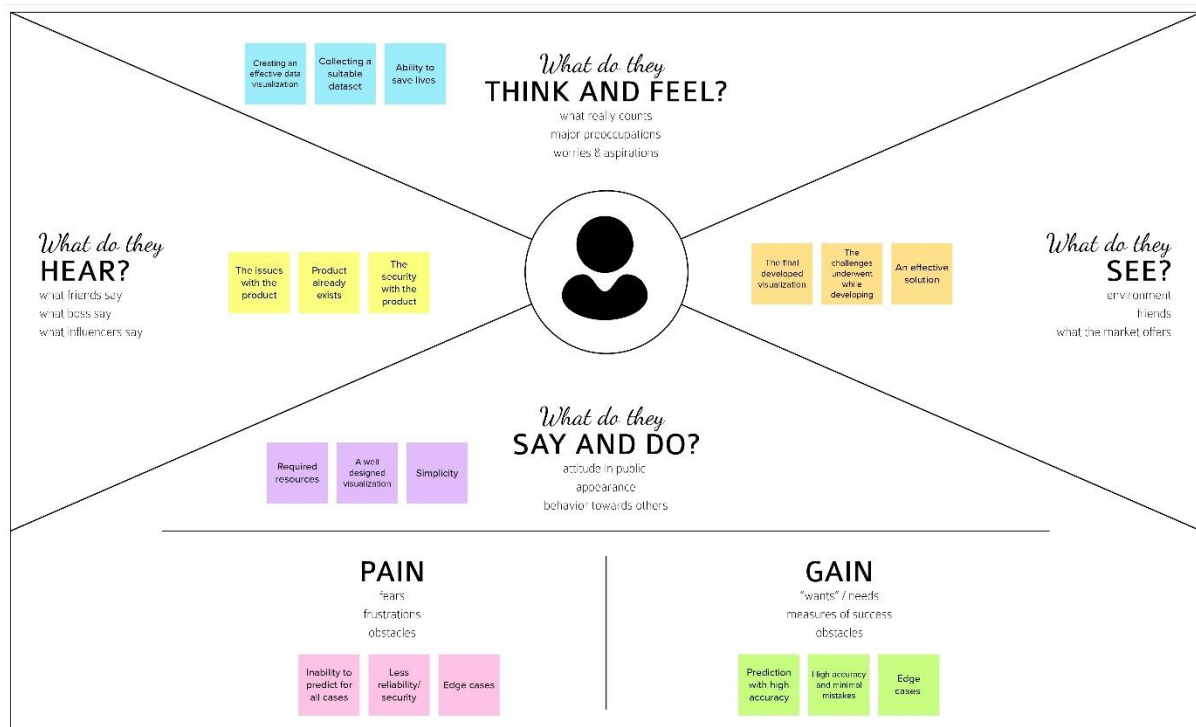 Creating an
effective data
visualization
Collecting a
suitable
dataset
Ability to
save lives
What do they
THINK AND FEEL?
what really counts
major preoccupations
worries & aspirations
What do they
HEAR?
what friends say
what boss say
what influencers say
The issues
with the
product
Product
already
exists
The
security
with the
product
The final
developed
visualization
The
challenges
underwent
while
developing
An effective
solution
What do they
SEE?
environment
friends
what the market offers
What do they
SAY AND DO?
attitude in public
appearance
behavior towards others
Required
resources
A well
designed
visualization
Simplicity
PAIN
fears
frustrations
obstacles
Inability to
predict for
all cases
Less
reliability/
security
Edge cases
GAIN
"wants" / needs
measures of success
obstacles
Prediction
with high
accuracy
High accuracy
and minimal
mistakes
Edge
cases